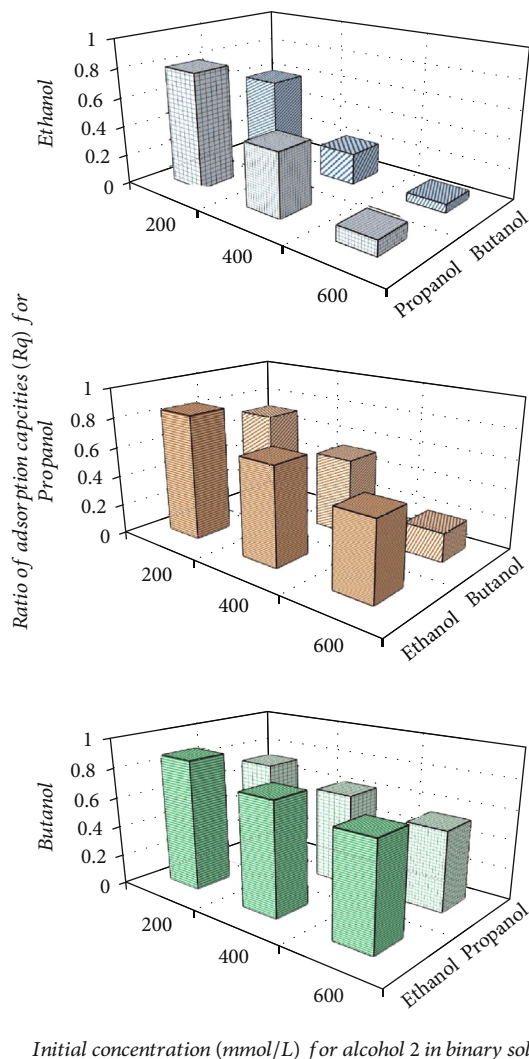 Ratio of adsorption capcities (Rq) for
Ethanol
1
0.8
0.6
0.4
0.2
0
200
400
600
Propanol
Butanol
Propanol
1
0.8
0.6
0.4
0.2
0
200
400
600
Ethanol
Butanol
Butanol
1
0.8
0.6
0.4
0.2
0
200
400
600
Ethanol
Propanol
Initial concentration (mmol/L) for alcohol 2 in binary sol